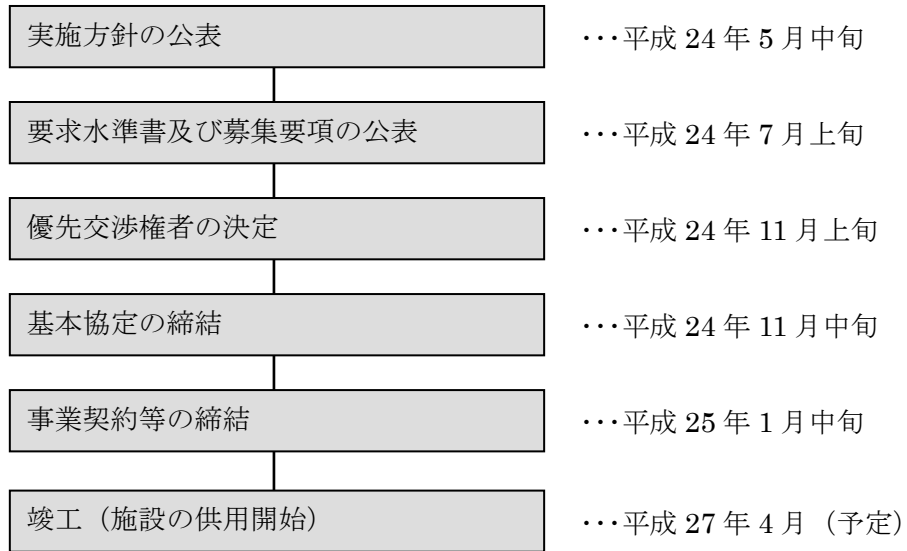 実施方針の公表 ･･･平成 24 年 5 月中旬
要求水準書及び募集要項の公表 ･･･平成 24 年 7 月上旬
優先交渉権者の決定 ･･･平成 24 年 11 月上旬
基本協定の締結 ･･･平成 24 年 11 月中旬
事業契約等の締結 ･･･平成 25 年 1 月中旬
竣工（施設の供用開始） ･･･平成 27 年 4 月（予定）